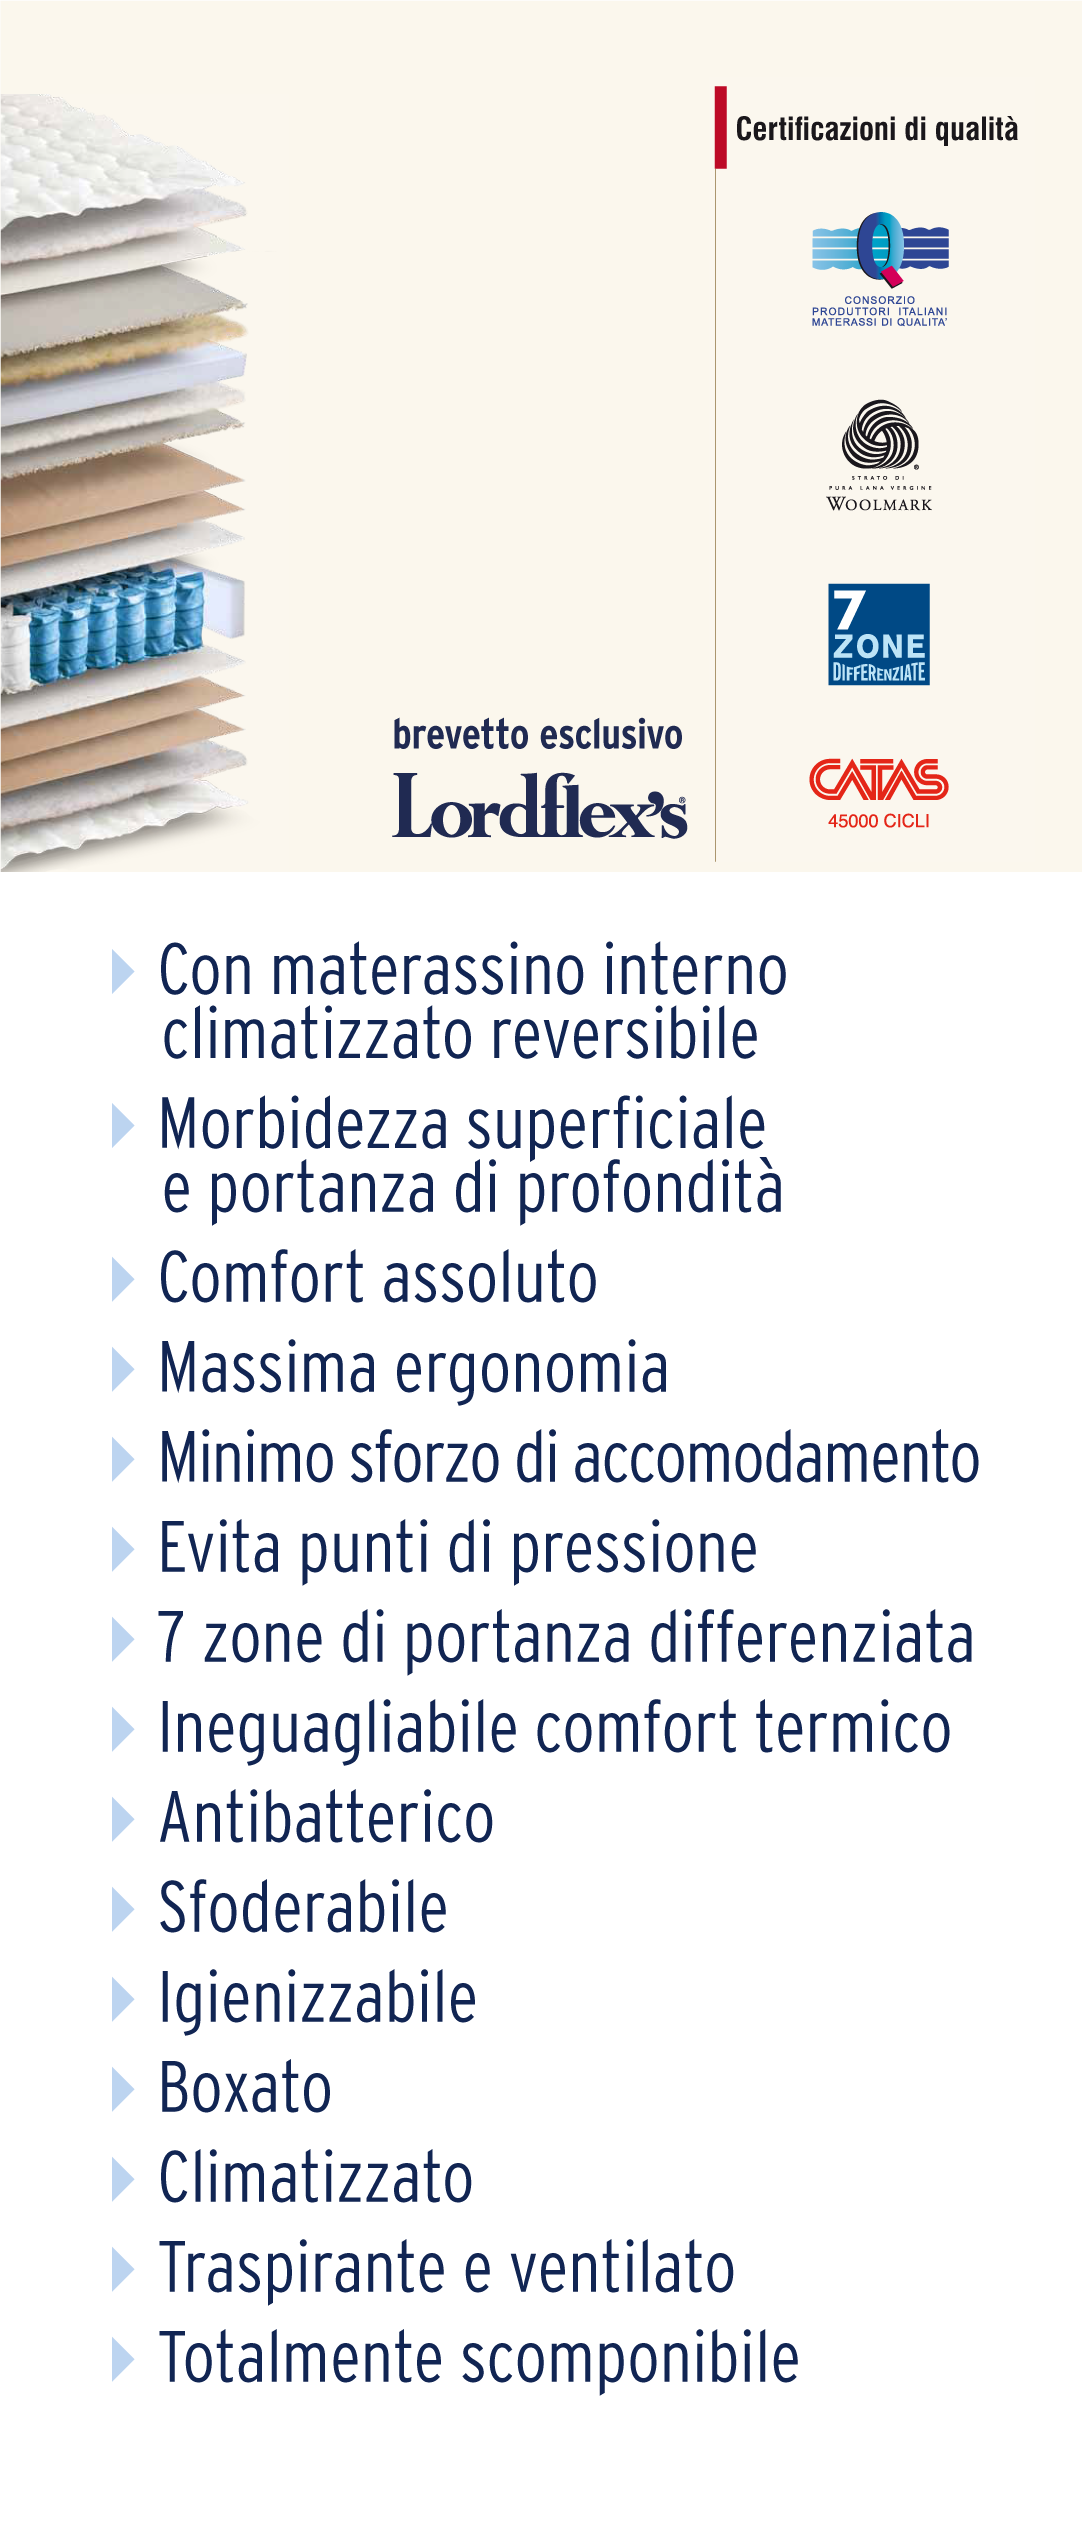 Certificazioni di qualità
CONSORZIO
PRODUTTORI ITALIANI
MATERASSI DI QUALITA'
STRATO DI
PURA LANA VERGINE
WOOLMARK
7
ZONE
DIFFERENZIATE
brevetto esclusivo
Lordflex's®
CATAS
45000 CICLI
Con materassino interno
climatizzato reversibile
Morbidezza superficiale
e portanza di profondità
Comfort assoluto
Massima ergonomia
Minimo sforzo di accomodamento
Evita punti di pressione
7 zone di portanza differenziata
Ineguagliabile comfort termico
Antibatterico
Sfoderabile
Igienizzabile
Boxato
Climatizzato
Traspirante e ventilato
Totalmente scomponibile